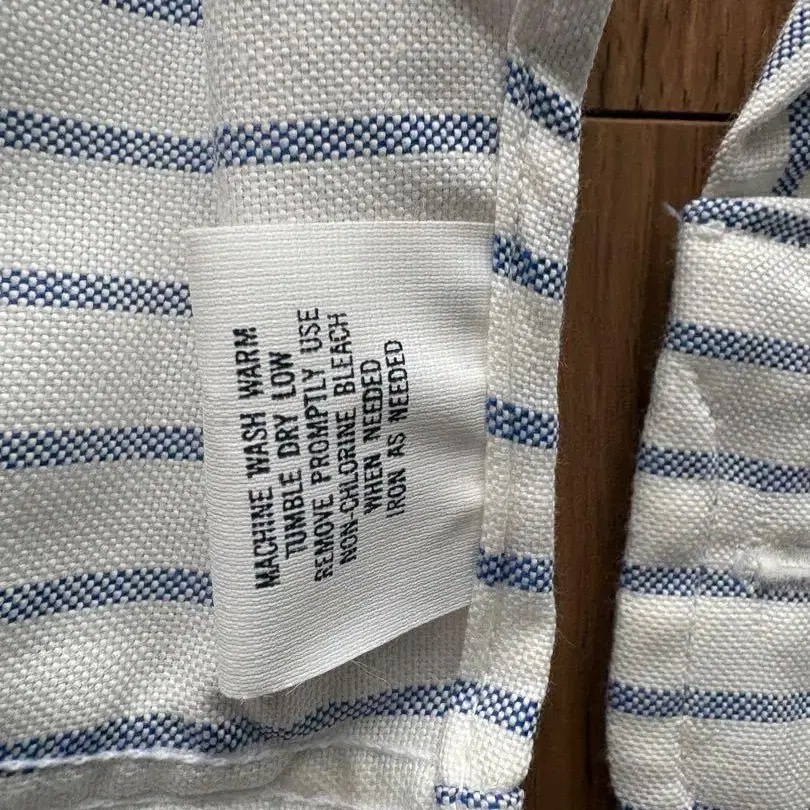 MACHINE WASH WARM
TUMBLE DRY LOW
REMOVE PROMPTLY USE
NON-CHLORINE BLEACH
WHEN NEEDED
IRON AS NEEDED